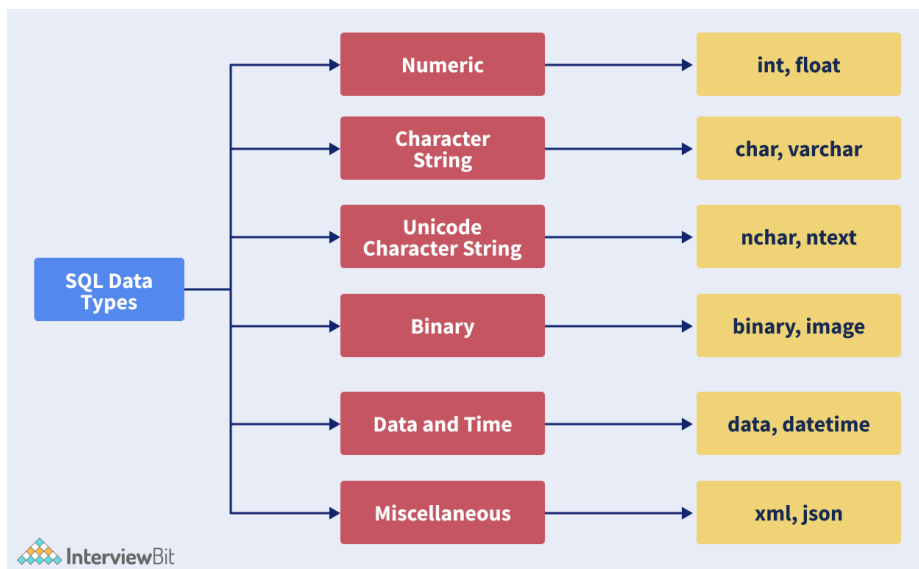 Numeric
int, float
Character
String
char, varchar
Unicode
Character String
nchar, ntext
SQL Data
Types
Binary
binary, image
Data and Time
data, datetime
Miscellaneous
xml, json
InterviewBit